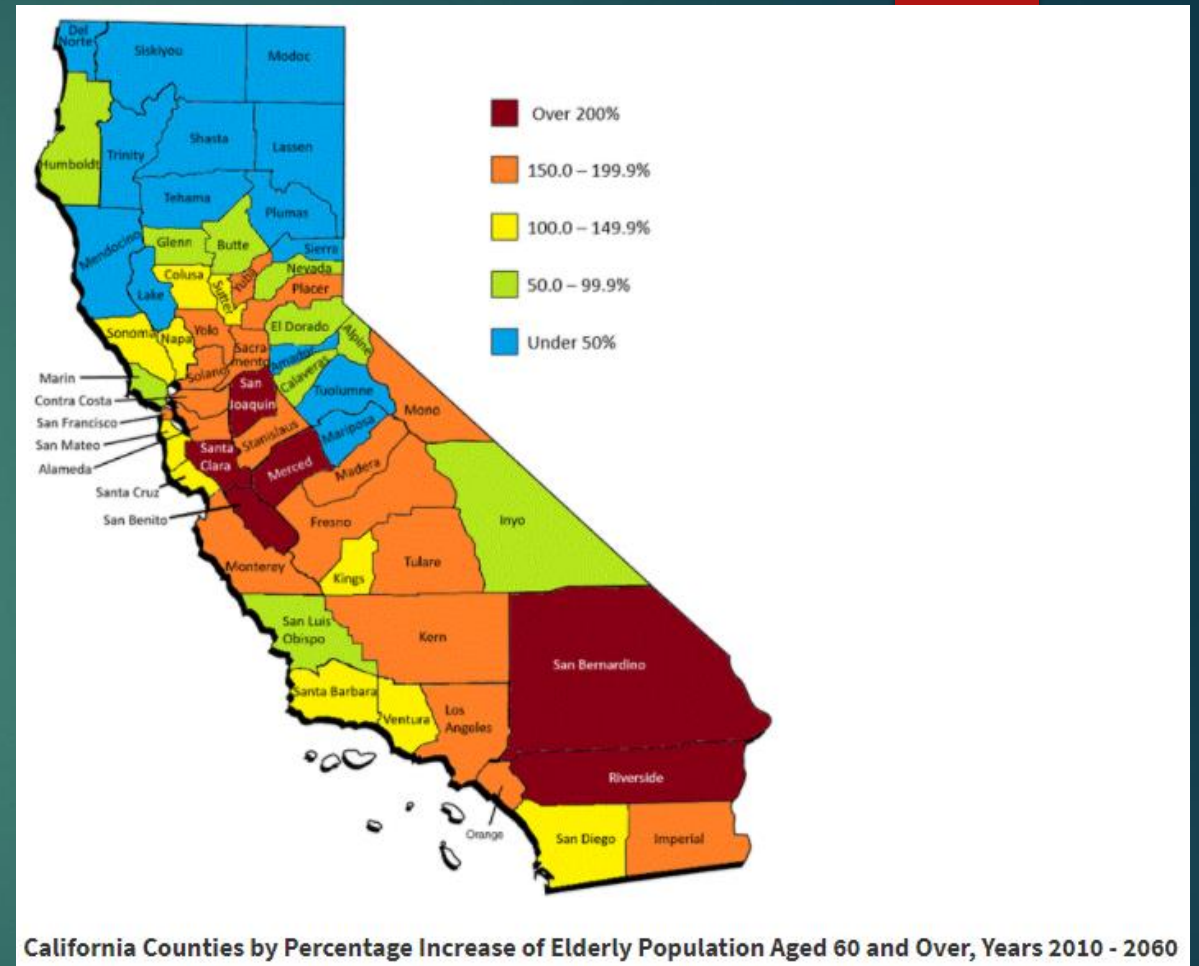 Del
Norte
Siskiyou
Modoc
Humboldt
Trinity
Shasta
Lassen
Tehama
Plumas
Mendocino
Glenn
Butte
Sierra
Lake
Colusa
Sutter
Yuba
Nevada
Placer
Sonoma
Napa
Yolo
El Dorado
Alpine
Sacra
mento
Amador
Solano
Calaveras
San
Joaquin
Tuolumne
Mono
Marin
Contra Costa
San Francisco
San Mateo
Alameda
Santa Cruz
San Benito
Stanislaus
Mariposa
Santa
Clara
Merced
Madera
Fresno
Inyo
Monterey
Kings
Tulare
San Luis
Obispo
Kern
San Bernardino
Santa Barbara
Ventura
Los
Angeles
Riverside
Orange
San Diego
Imperial
Over 200%
150.0 – 199.9%
100.0 – 149.9%
50.0 – 99.9%
Under 50%
California Counties by Percentage Increase of Elderly Population Aged 60 and Over, Years 2010 - 2060